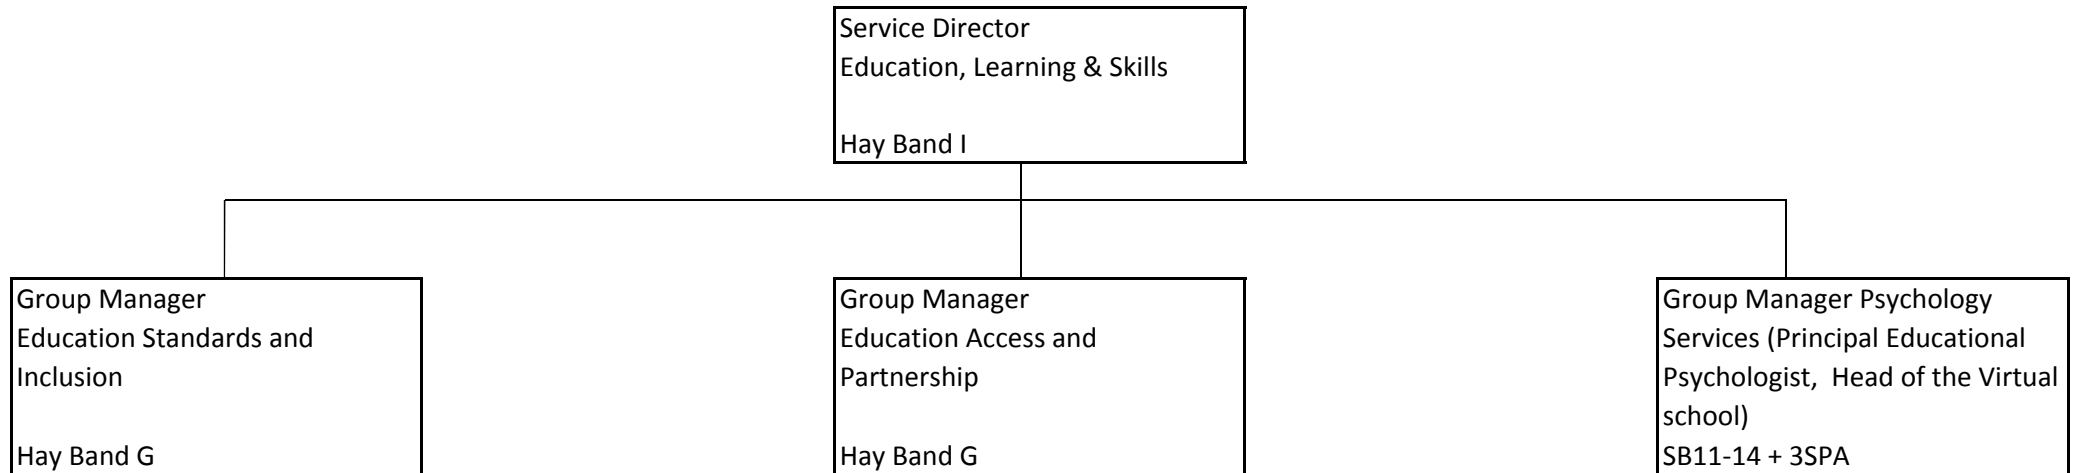 Service Director
Education, Learning & Skills
Hay Band I
Group Manager
Education Standards and
Inclusion
Hay Band G
Group Manager
Education Access and
Partnership
Hay Band G
Group Manager Psychology
Services (Principal Educational
Psychologist,  Head of the Virtual
school)
SB11-14 + 3SPA